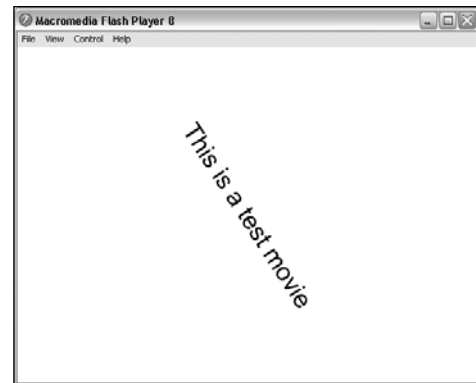 Macromedia Flash Player 8
File View Control Help
This is a test movie